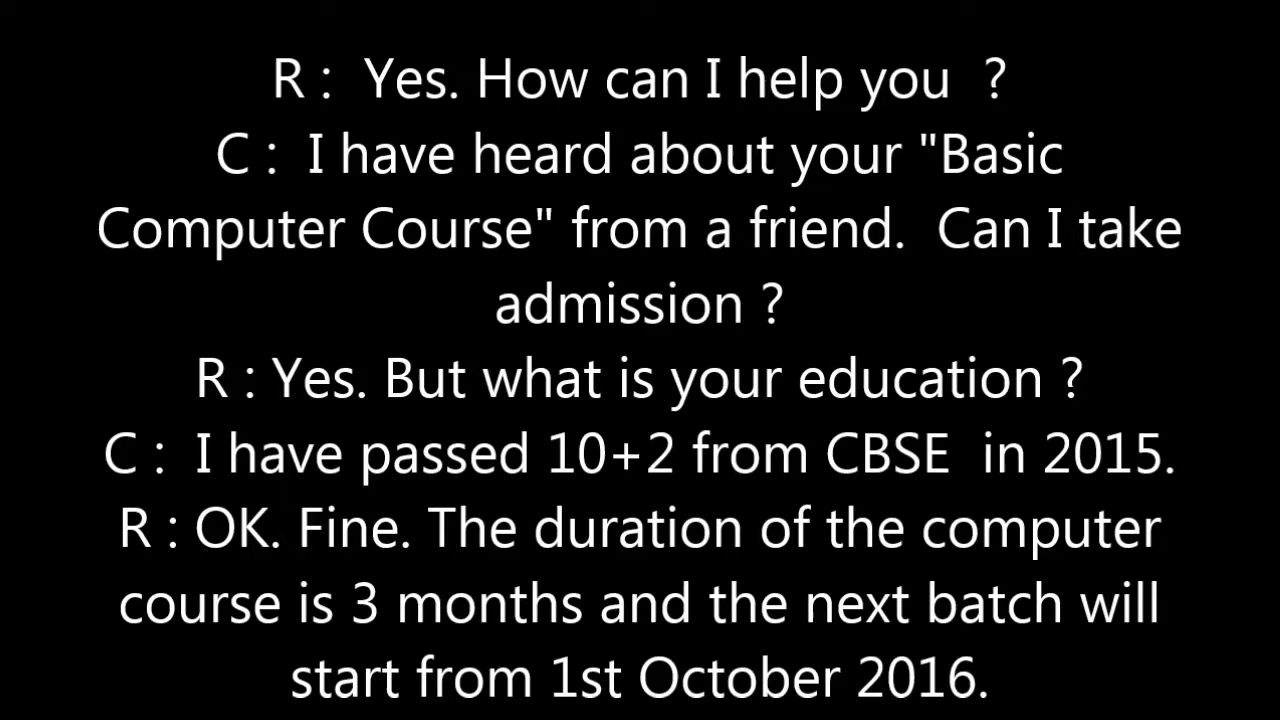 R :  Yes. How can I help you  ?
C :  I have heard about your "Basic
Computer Course" from a friend.  Can I take
admission ?
R : Yes. But what is your education ?
C :  I have passed 10+2 from CBSE  in 2015.
R : OK. Fine. The duration of the computer
course is 3 months and the next batch will
start from 1st October 2016.